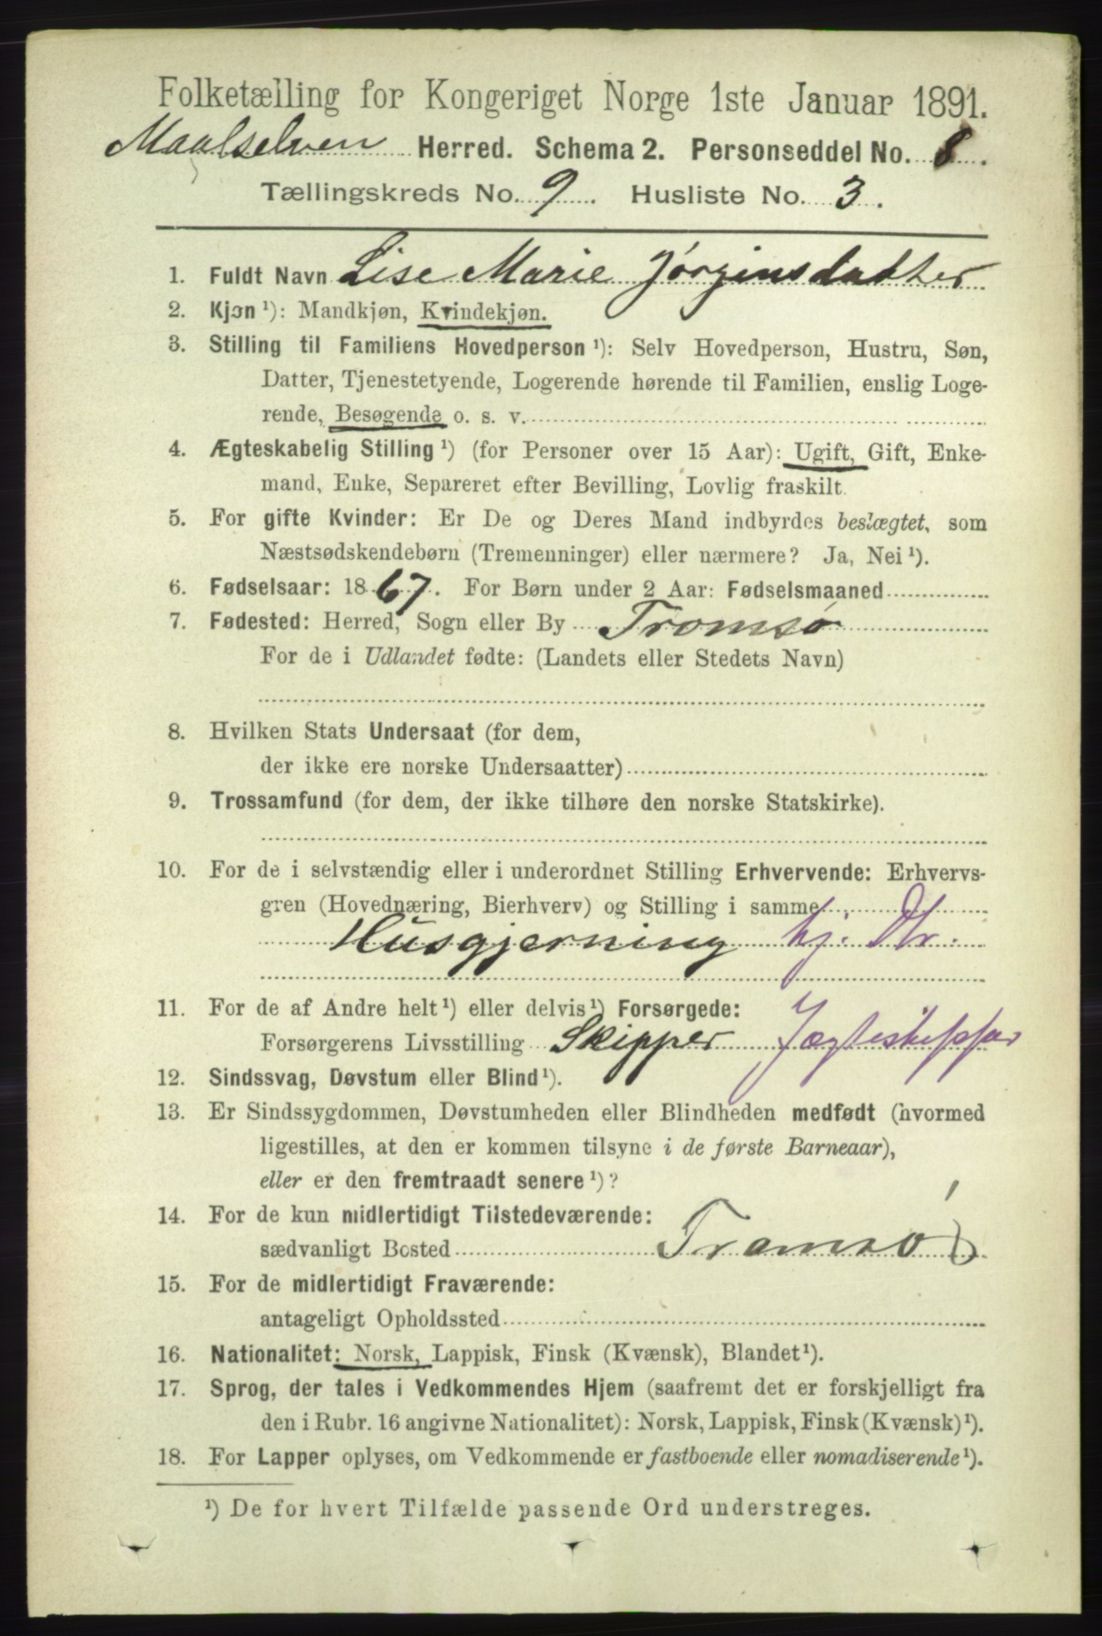 Folketælling for Kongeriget Norge 1ste Januar 1891.
Maalselven Herred. Schema 2. Personseddel No. 8.
Tællingskreds No. 9. Husliste No. 3.
1. Fuldt Navn Lise Marie Jörginsdatter
2. Kjøn ¹): Mandkjøn, Kvindekjøn.
3. Stilling til Familiens Hovedperson ¹): Selv Hovedperson, Hustru, Søn,
Datter, Tjenestetyende, Logerende hørende til Familien, enslig Loge-
rende, Besøgende o. s. v.
4. Ægteskabelig Stilling ¹) (for Personer over 15 Aar): Ugift, Gift, Enke-
mand, Enke, Separeret efter Bevilling, Lovlig fraskilt.
5. For gifte Kvinder: Er De og Deres Mand indbyrdes beslægtet, som
Næstsødskendebørn (Tremenninger) eller nærmere? Ja, Nei ¹).
6. Fødselsaar: 1867. For Børn under 2 Aar: Fødselsmaaned
7. Fødested: Herred, Sogn eller By Tromsø
For de i Udlandet fødte: (Landets eller Stedets Navn)
8. Hvilken Stats Undersaat (for dem,
der ikke ere norske Undersaatter)
9. Trossamfund (for dem, der ikke tilhøre den norske Statskirke).
10. For de i selvstændig eller i underordnet Stilling Erhvervende: Erhvervs-
gren (Hovednæring, Bierhverv) og Stilling i samme
Husgjerning hj. Dtr.
11. For de af Andre helt ¹) eller delvis ¹) Forsørgede:
Forsørgerens Livsstilling Skipper Jægteskipper
12. Sindssvag, Døvstum eller Blind ¹).
13. Er Sindssygdommen, Døvstumheden eller Blindheden medfødt (hvormed
ligestilles, at den er kommen tilsyne i de første Barneaar),
eller er den fremtraadt senere ¹)?
14. For de kun midlertidigt Tilstedeværende:
sædvanligt Bosted Tromsø
15. For de midlertidigt Fraværende:
antageligt Opholdssted
16. Nationalitet: Norsk, Lappisk, Finsk (Kvænsk), Blandet ¹).
17. Sprog, der tales i Vedkommendes Hjem (saafremt det er forskjelligt fra
den i Rubr. 16 angivne Nationalitet): Norsk, Lappisk, Finsk (Kvænsk) ¹).
18. For Lapper oplyses, om Vedkommende er fastboende eller nomadiserende ¹).
¹) De for hvert Tilfælde passende Ord understreges.